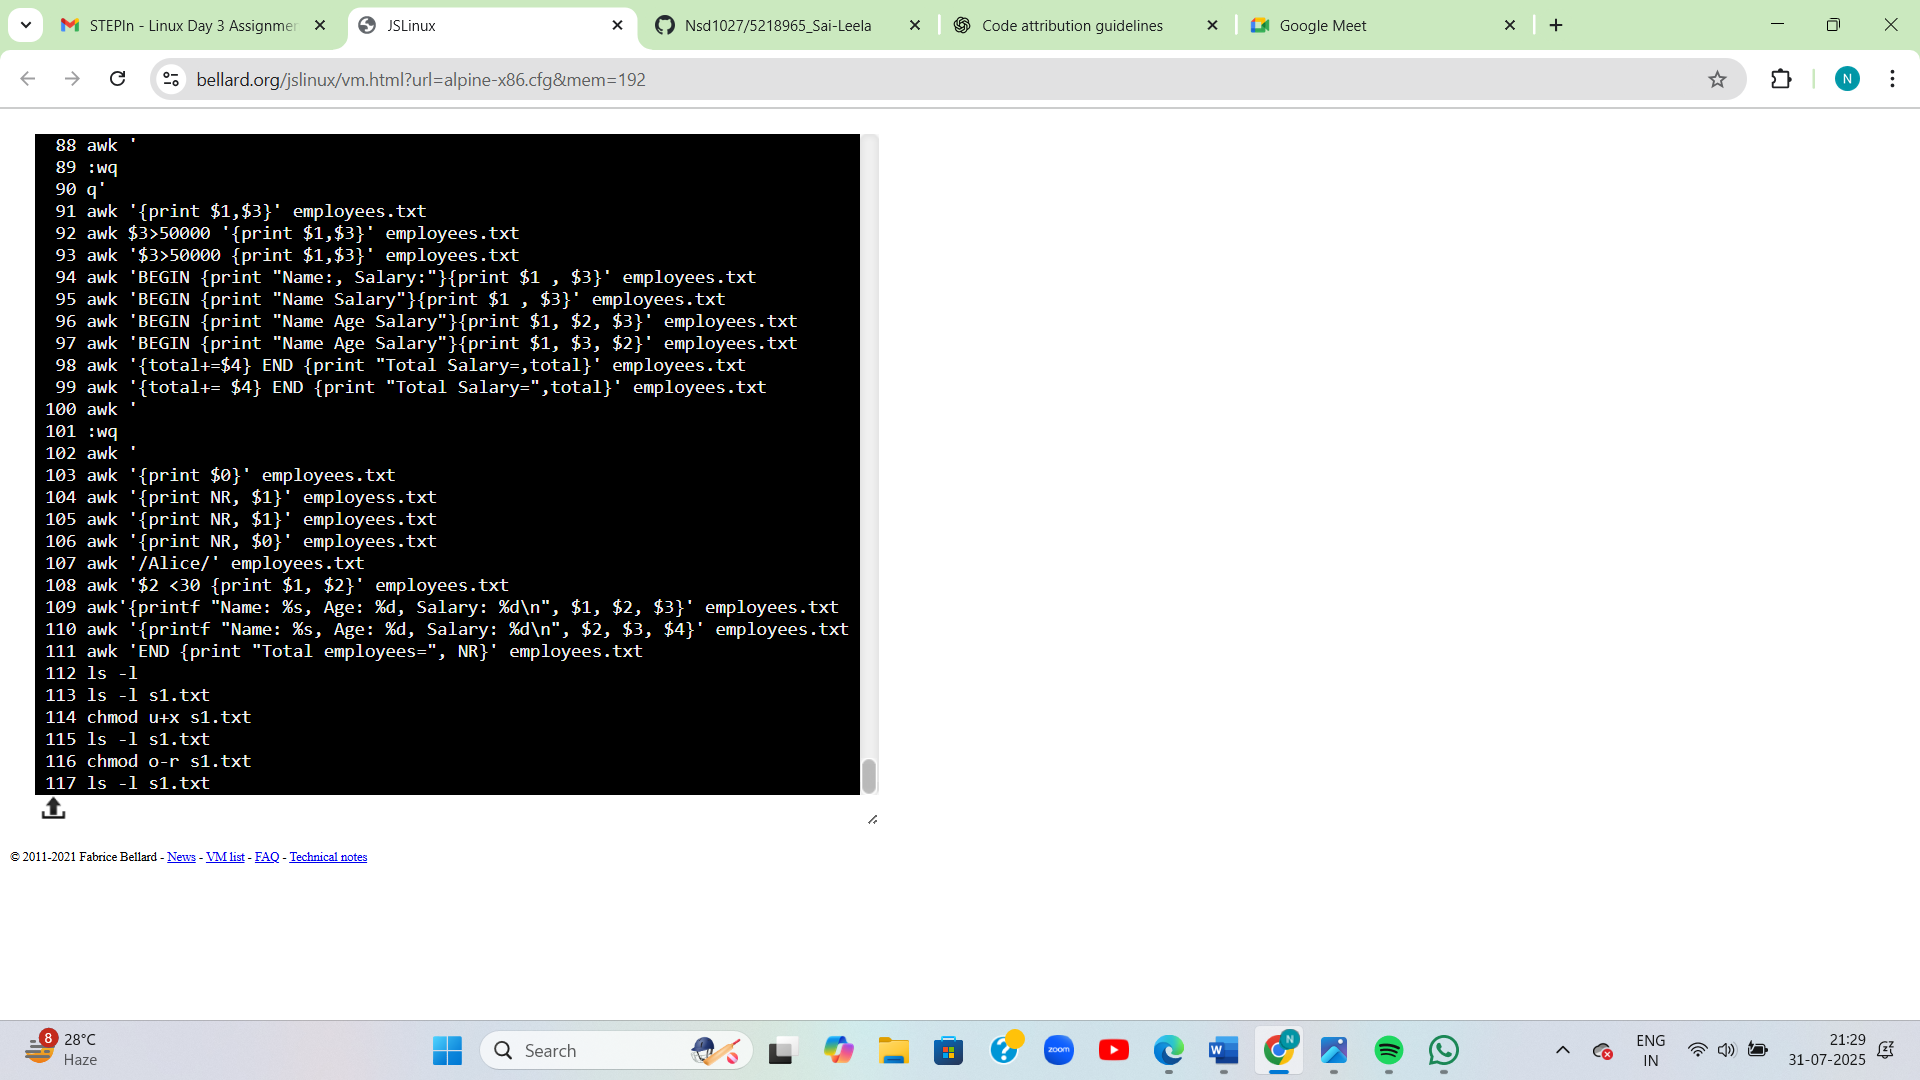 STEPIn - Linux Day 3 Assignmer
JSLinux
Nsd1027/5218965_Sai-Leela
Code attribution guidelines
Google Meet
bellard.org/jslinux/vm.html?url=alpine-x86.cfg&mem=192
N
88 awk '
89 :wq
90 q'
91 awk '{print $1,$3}' employees.txt
92 awk $3>50000 '{print $1,$3}' employees.txt
93 awk '$3>50000 {print $1,$3}' employees.txt
94 awk 'BEGIN {print "Name:, Salary:"}{print $1 , $3}' employees.txt
95 awk 'BEGIN {print "Name Salary"}{print $1 , $3}' employees.txt
96 awk 'BEGIN {print "Name Age Salary"}{print $1, $2, $3}' employees.txt
97 awk 'BEGIN {print "Name Age Salary"}{print $1, $3, $2}' employees.txt
98 awk '{total+=$4} END {print "Total Salary=,total}' employees.txt
99 awk '{total+= $4} END {print "Total Salary=",total}' employees.txt
100 awk '
101 :wq
102 awk '
103 awk '{print $0}' employees.txt
104 awk '{print NR, $1}' employess.txt
105 awk '{print NR, $1}' employees.txt
106 awk '{print NR, $0}' employees.txt
107 awk '/Alice/' employees.txt
108 awk '$2 <30 {print $1, $2}' employees.txt
109 awk'{printf "Name: %s, Age: %d, Salary: %d\n", $1, $2, $3}' employees.txt
110 awk '{printf "Name: %s, Age: %d, Salary: %d\n", $2, $3, $4}' employees.txt
111 awk 'END {print "Total employees=", NR}' employees.txt
112 ls -l
113 ls -l s1.txt
114 chmod u+x s1.txt
115 ls -l s1.txt
116 chmod o-r s1.txt
117 ls -l s1.txt
© 2011-2021 Fabrice Bellard - News - VM list - FAQ - Technical notes
8
28°C
Haze
Search
zoom
W
N
ENG
IN
21:29
31-07-2025